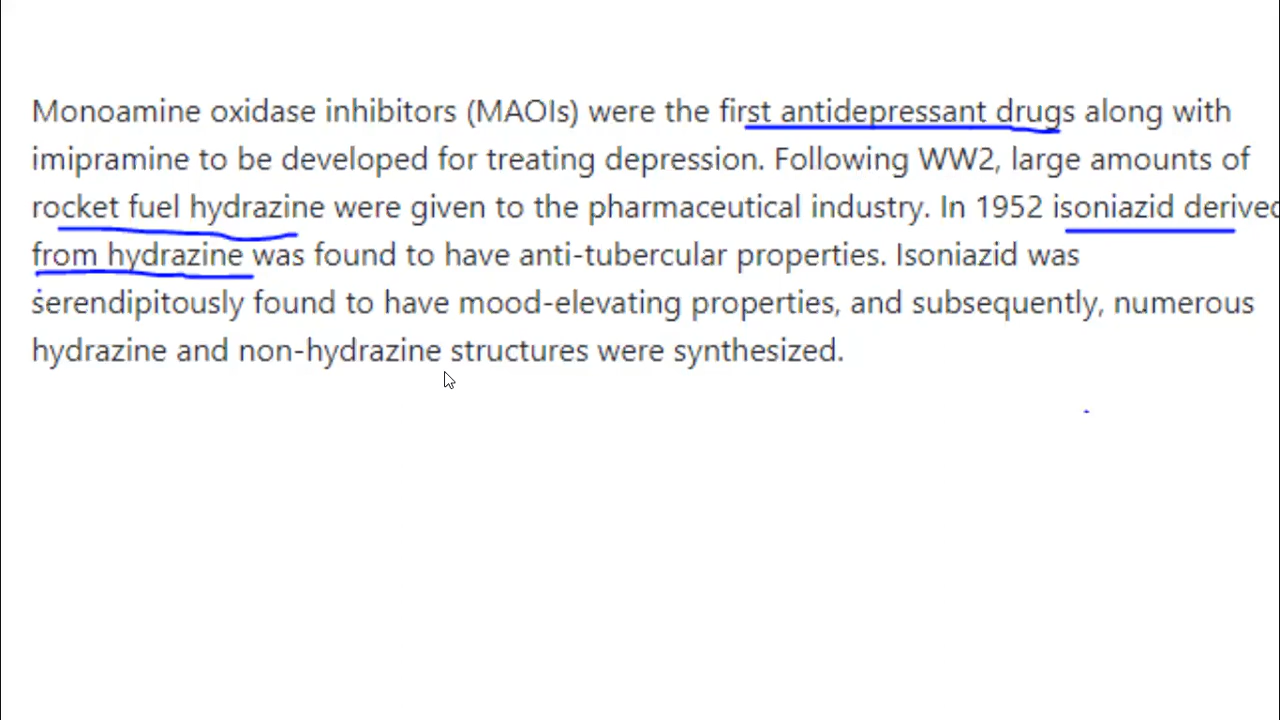 Monoamine oxidase inhibitors (MAOIs) were the first antidepressant drugs along with
imipramine to be developed for treating depression. Following WW2, large amounts of
rocket fuel hydrazine were given to the pharmaceutical industry. In 1952 isoniazid derived
from hydrazine was found to have anti-tubercular properties. Isoniazid was
serendipitously found to have mood-elevating properties, and subsequently, numerous
hydrazine and non-hydrazine structures were synthesized.